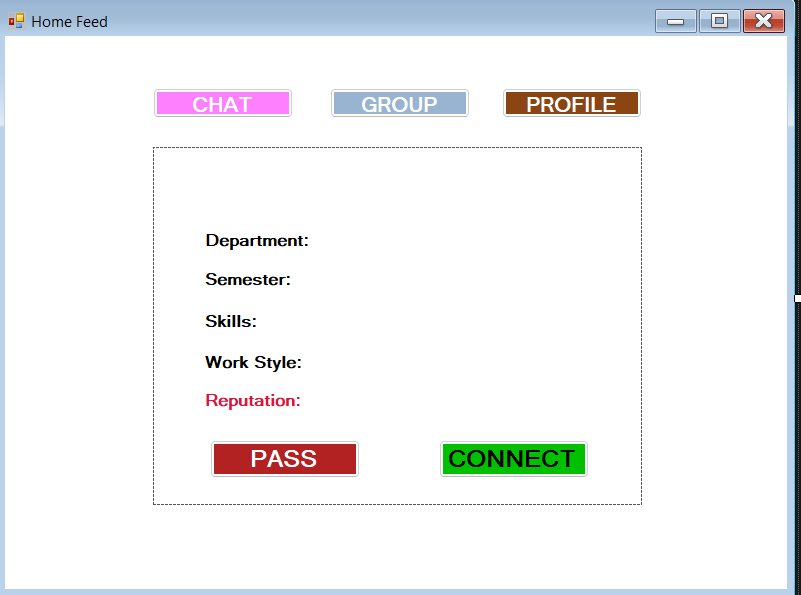 Home Feed
CHAT GROUP PROFILE
Department:
Semester:
Skills:
Work Style:
Reputation:
PASS CONNECT